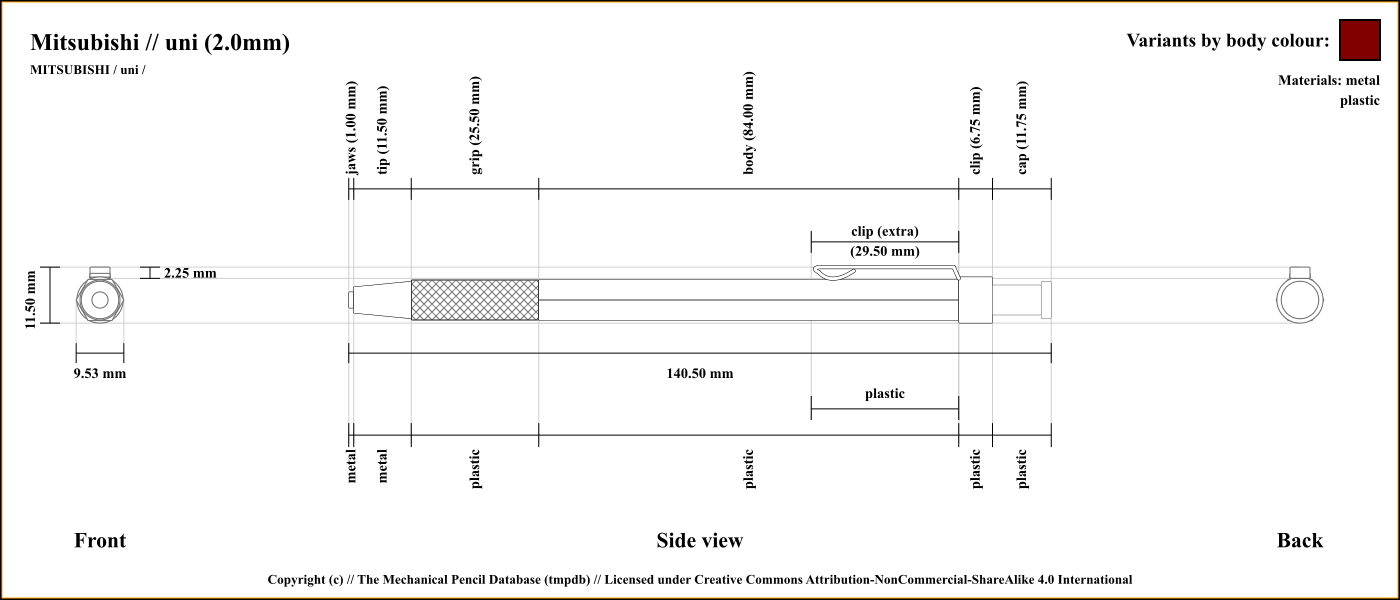 Mitsubishi // uni (2.0mm)
MITSUBISHI / uni /
Variants by body colour:
Materials: metal
plastic
jaws (1.00 mm)
tip (11.50 mm)
grip (25.50 mm)
body (84.00 mm)
clip (6.75 mm)
cap (11.75 mm)
clip (extra)
(29.50 mm)
2.25 mm
11.50 mm
9.53 mm
140.50 mm
plastic
metal
metal
plastic
plastic
plastic
plastic
Front
Side view
Back
Copyright (c) // The Mechanical Pencil Database (tmpdb) // Licensed under Creative Commons Attribution-NonCommercial-ShareAlike 4.0 International